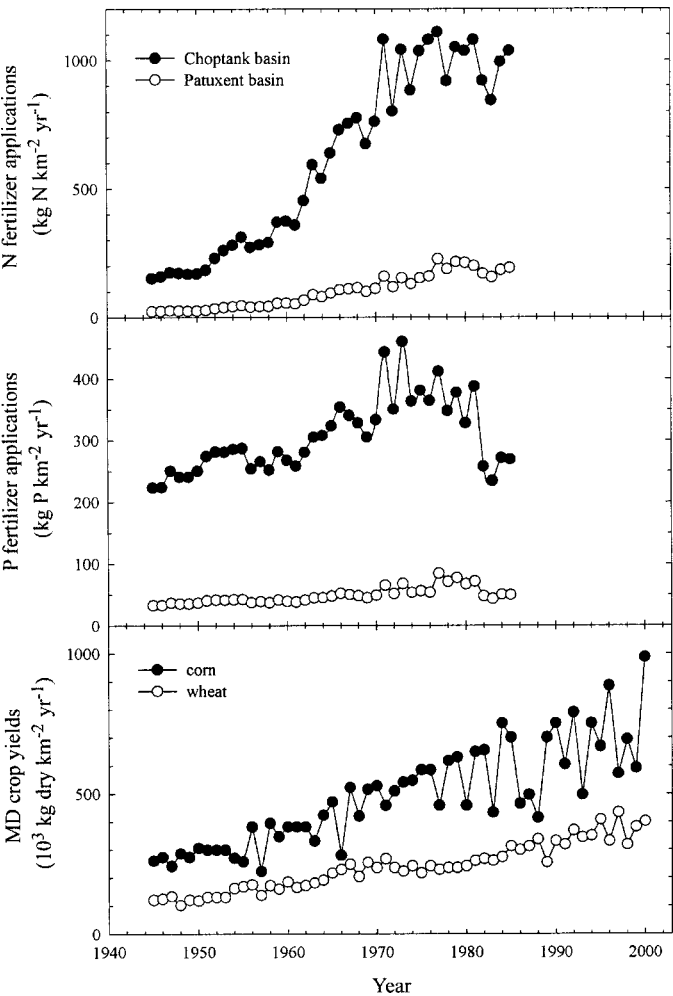 N fertilizer applications
(kg N km⁻² yr⁻¹)
1000
500
0
Choptank basin
Patuxent basin
P fertilizer applications
(kg P km⁻² yr⁻¹)
400
300
200
100
0
MD crop yields
(10³ kg dry km⁻² yr⁻¹)
1000
500
0
corn
wheat
1940 1950 1960 1970 1980 1990 2000
Year